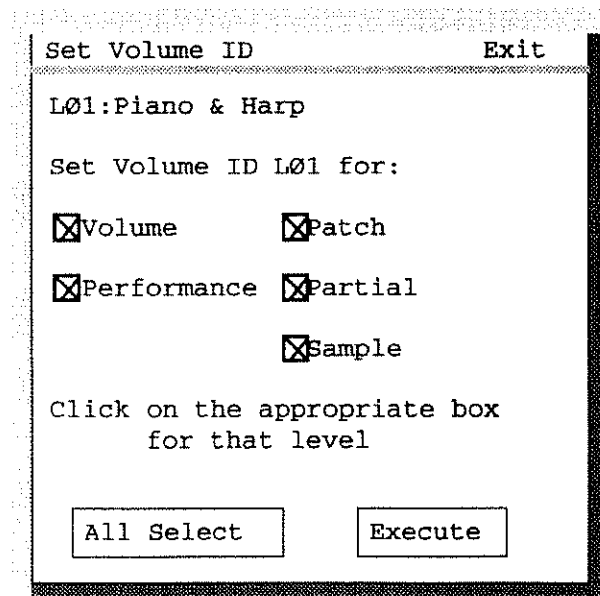 Set Volume ID Exit
LØ1:Piano & Harp
Set Volume ID LØ1 for:
Volume Patch
Performance Partial
Sample
Click on the appropriate box
for that level
All Select Execute